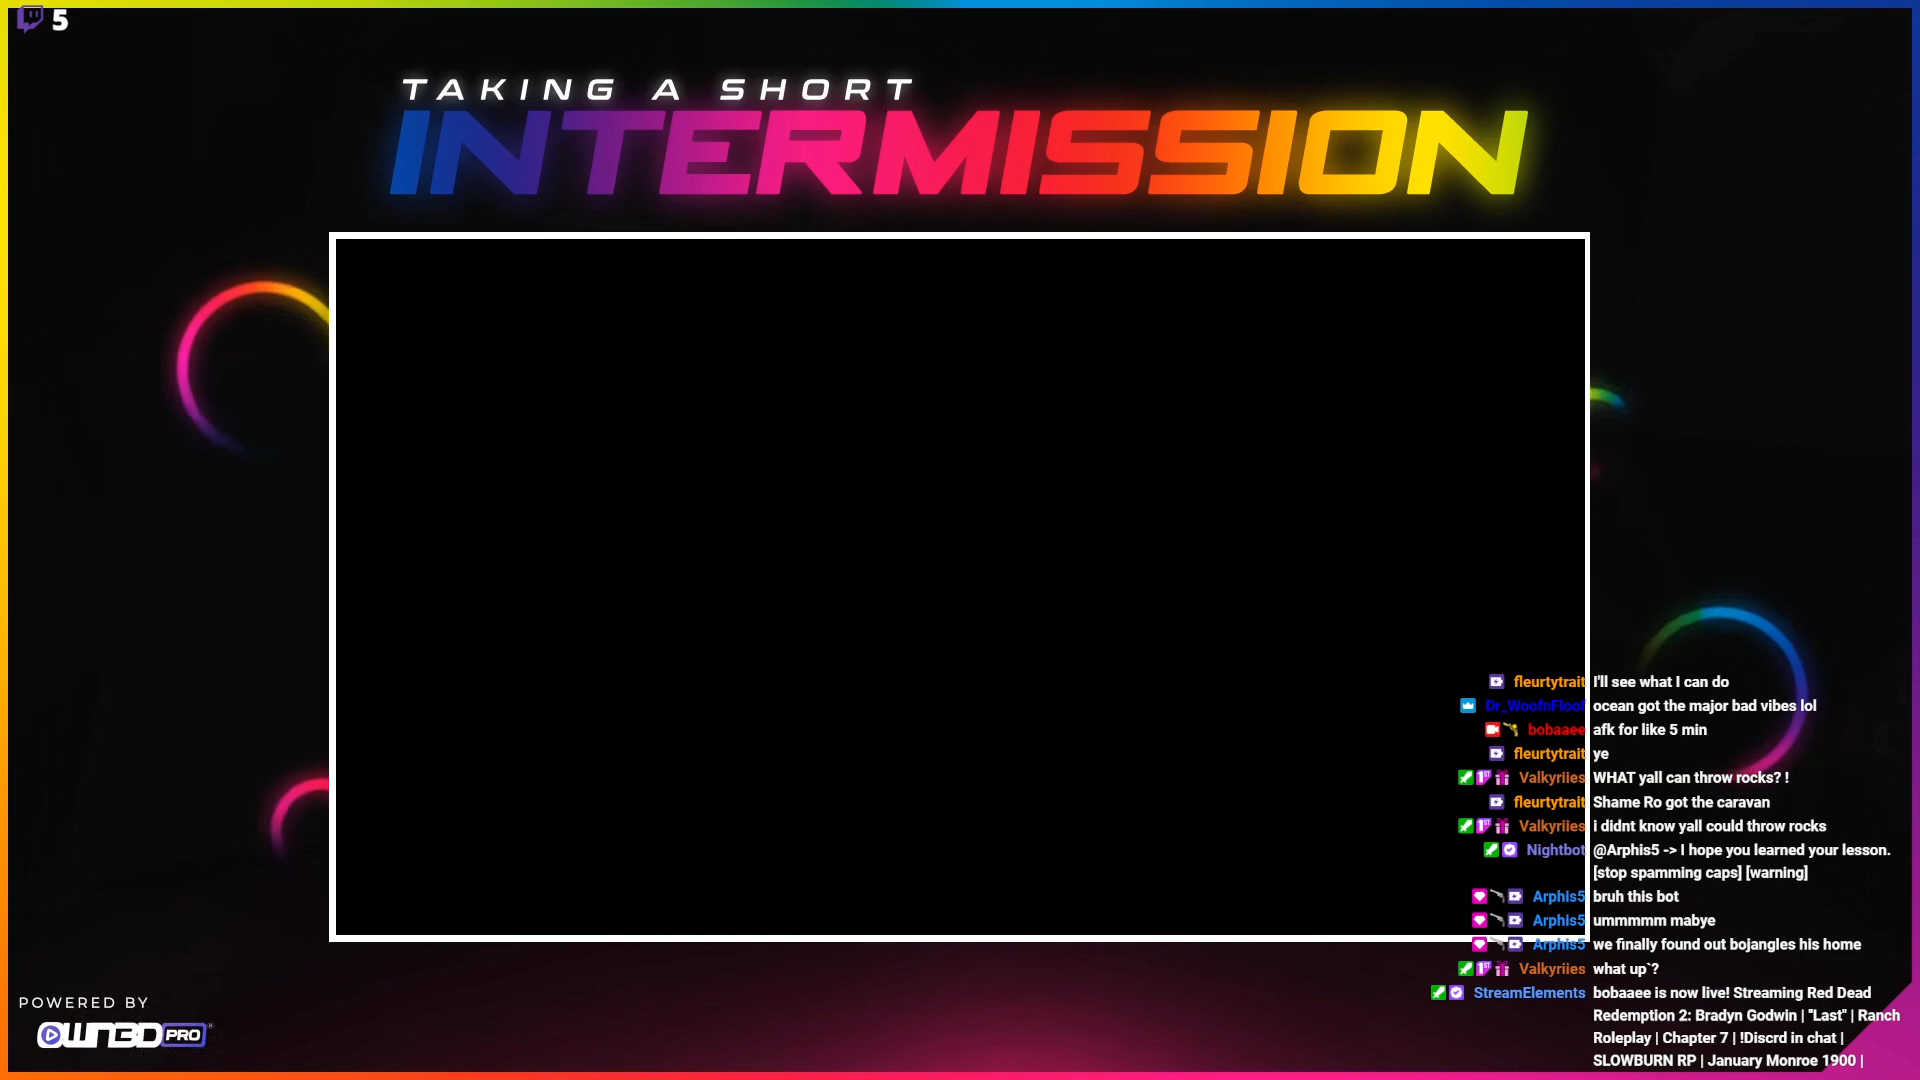 5
TAKING A SHORT
INTERMISSION
fleurtytrait I'll see what I can do
Dr_WoofnFloof ocean got the major bad vibes lol
bobaaee afk for like 5 min
fleurtytrait ye
Valkyriies WHAT yall can throw rocks? !
fleurtytrait Shame Ro got the caravan
Valkyriies i didnt know yall could throw rocks
Nightbot @Arphis5 -> I hope you learned your lesson.
[stop spamming caps] [warning]
Arphis5 bruh this bot
Arphis5 ummmmm mabye
Arphis5 we finally found out bojangles his home
Valkyriies what up`?
StreamElements bobaaee is now live! Streaming Red Dead
Redemption 2: Bradyn Godwin | "Last" | Ranch
Roleplay | Chapter 7 | !Discrd in chat |
SLOWBURN RP | January Monroe 1900 |
POWERED BY
OWN3D PRO